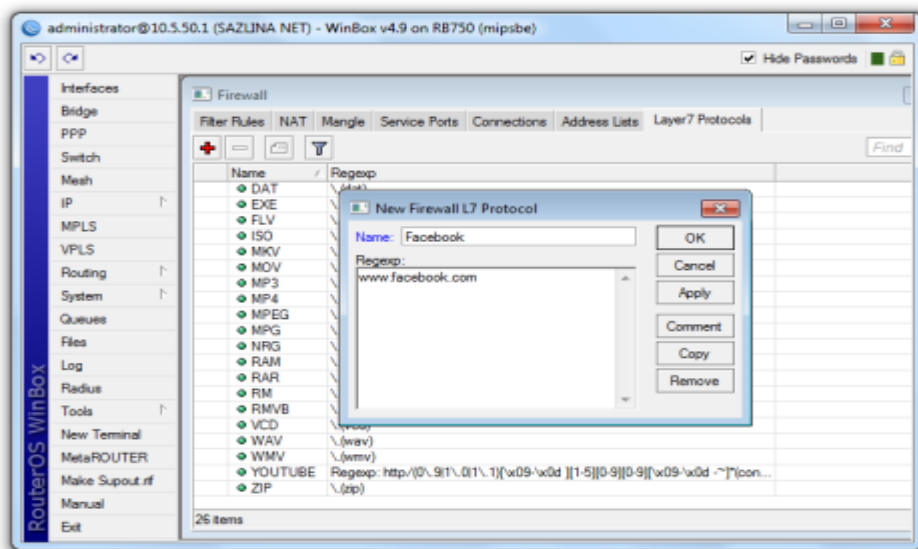 administrator@10.5.50.1 (SAZLINA NET) - WinBox v4.9 on RB750 (mipsbe)
Hide Passwords
Interfaces
Bridge
PPP
Switch
Mesh
IP
MPLS
VPLS
Routing
System
Queues
Files
Log
Radius
Tools
New Terminal
MetaROUTER
Make Supout.rif
Manual
Exit
RouterOS WinBox
Firewall
Filter Rules NAT Mangle Service Ports Connections Address Lists Layer7 Protocols
Find
Name Regexp
DAT \.(dat)
EXE
FLV
ISO
MKV
MOV
MP3
MP4
MPEG
MPG
NRG
RAM
RAR
RM
RMVB
VCD
WAV \.(wav)
WMV \.(wmv)
YOUTUBE Regexp: http/(0\.9|1\.0|1\.1)[\x09-\x0d ][1-5][0-9][0-9][\x09-\x0d -~]*(con...
ZIP \.(zip)
26 items
New Firewall L7 Protocol
Name: Facebook
Regexp:
www.facebook.com
OK
Cancel
Apply
Comment
Copy
Remove